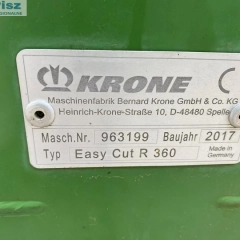 KRONE
Maschinenfabrik Bernard Krone GmbH & Co. KG
Heinrich-Krone-Straße 10, D-48480 Spelle
Masch.Nr. 963199 Baujahr 2017
Typ Easy Cut R 360
Made in
Germany